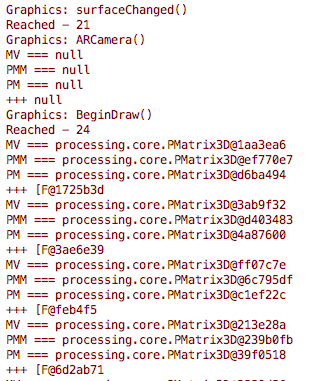 Graphics: surfaceChanged()
Reached – 21
Graphics: ARCamera()
MV === null
PMM === null
PM === null
+++ null
Graphics: BeginDraw()
Reached – 24
MV === processing.core.PMatrix3D@1aa3ea6
PMM === processing.core.PMatrix3D@ef770e7
PM === processing.core.PMatrix3D@d6ba494
+++ [F@1725b3d
MV === processing.core.PMatrix3D@3ab9f32
PMM === processing.core.PMatrix3D@d403483
PM === processing.core.PMatrix3D@4a87600
+++ [F@3ae6e39
MV === processing.core.PMatrix3D@ff07c7e
PMM === processing.core.PMatrix3D@6c795df
PM === processing.core.PMatrix3D@c1ef22c
+++ [F@feb4f5
MV === processing.core.PMatrix3D@213e28a
PMM === processing.core.PMatrix3D@239b0fb
PM === processing.core.PMatrix3D@39f0518
+++ [F@6d2ab71